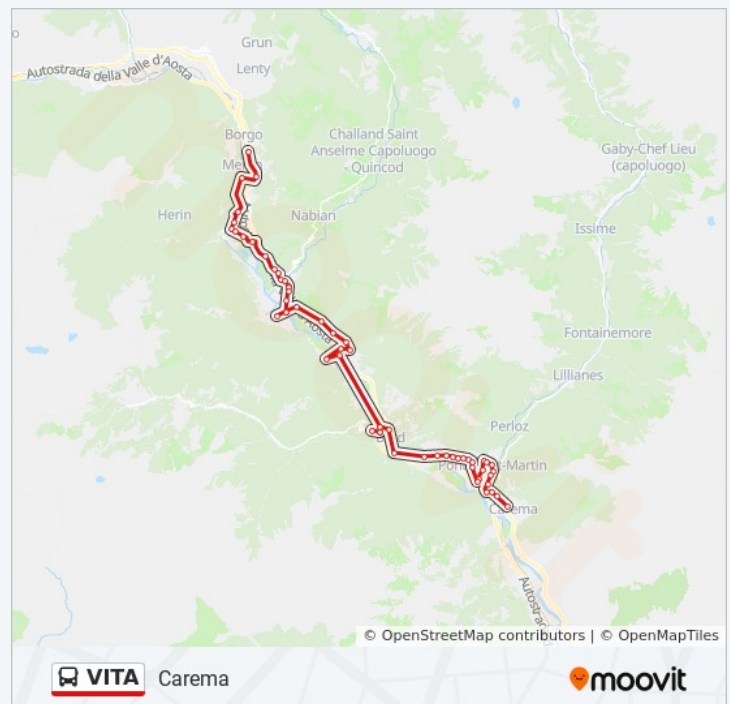 Grun
Autostrada della Valle d'Aosta
Lenty
Borgo
Challand Saint
Anselme Capoluogo
- Quincod
Gaby-Chef Lieu
(capoluogo)
Herin
Nabian
Issime
Fontainemore
Lillianes
Perloz
Carema
Autostrad
© OpenStreetMap contributors | © OpenMapTiles
VITA Carema
moovit